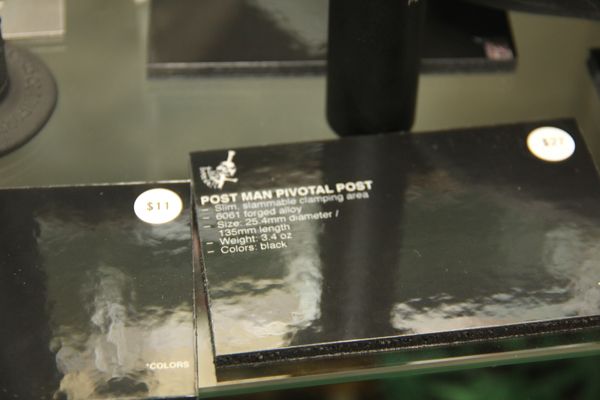 $27
POST MAN PIVOTAL POST
- Slim, slammable clamping area
- 6061 forged alloy
- Size: 25.4mm diameter /
135mm length
- Weight: 3.4 oz
- Colors: black
$11
*COLORS